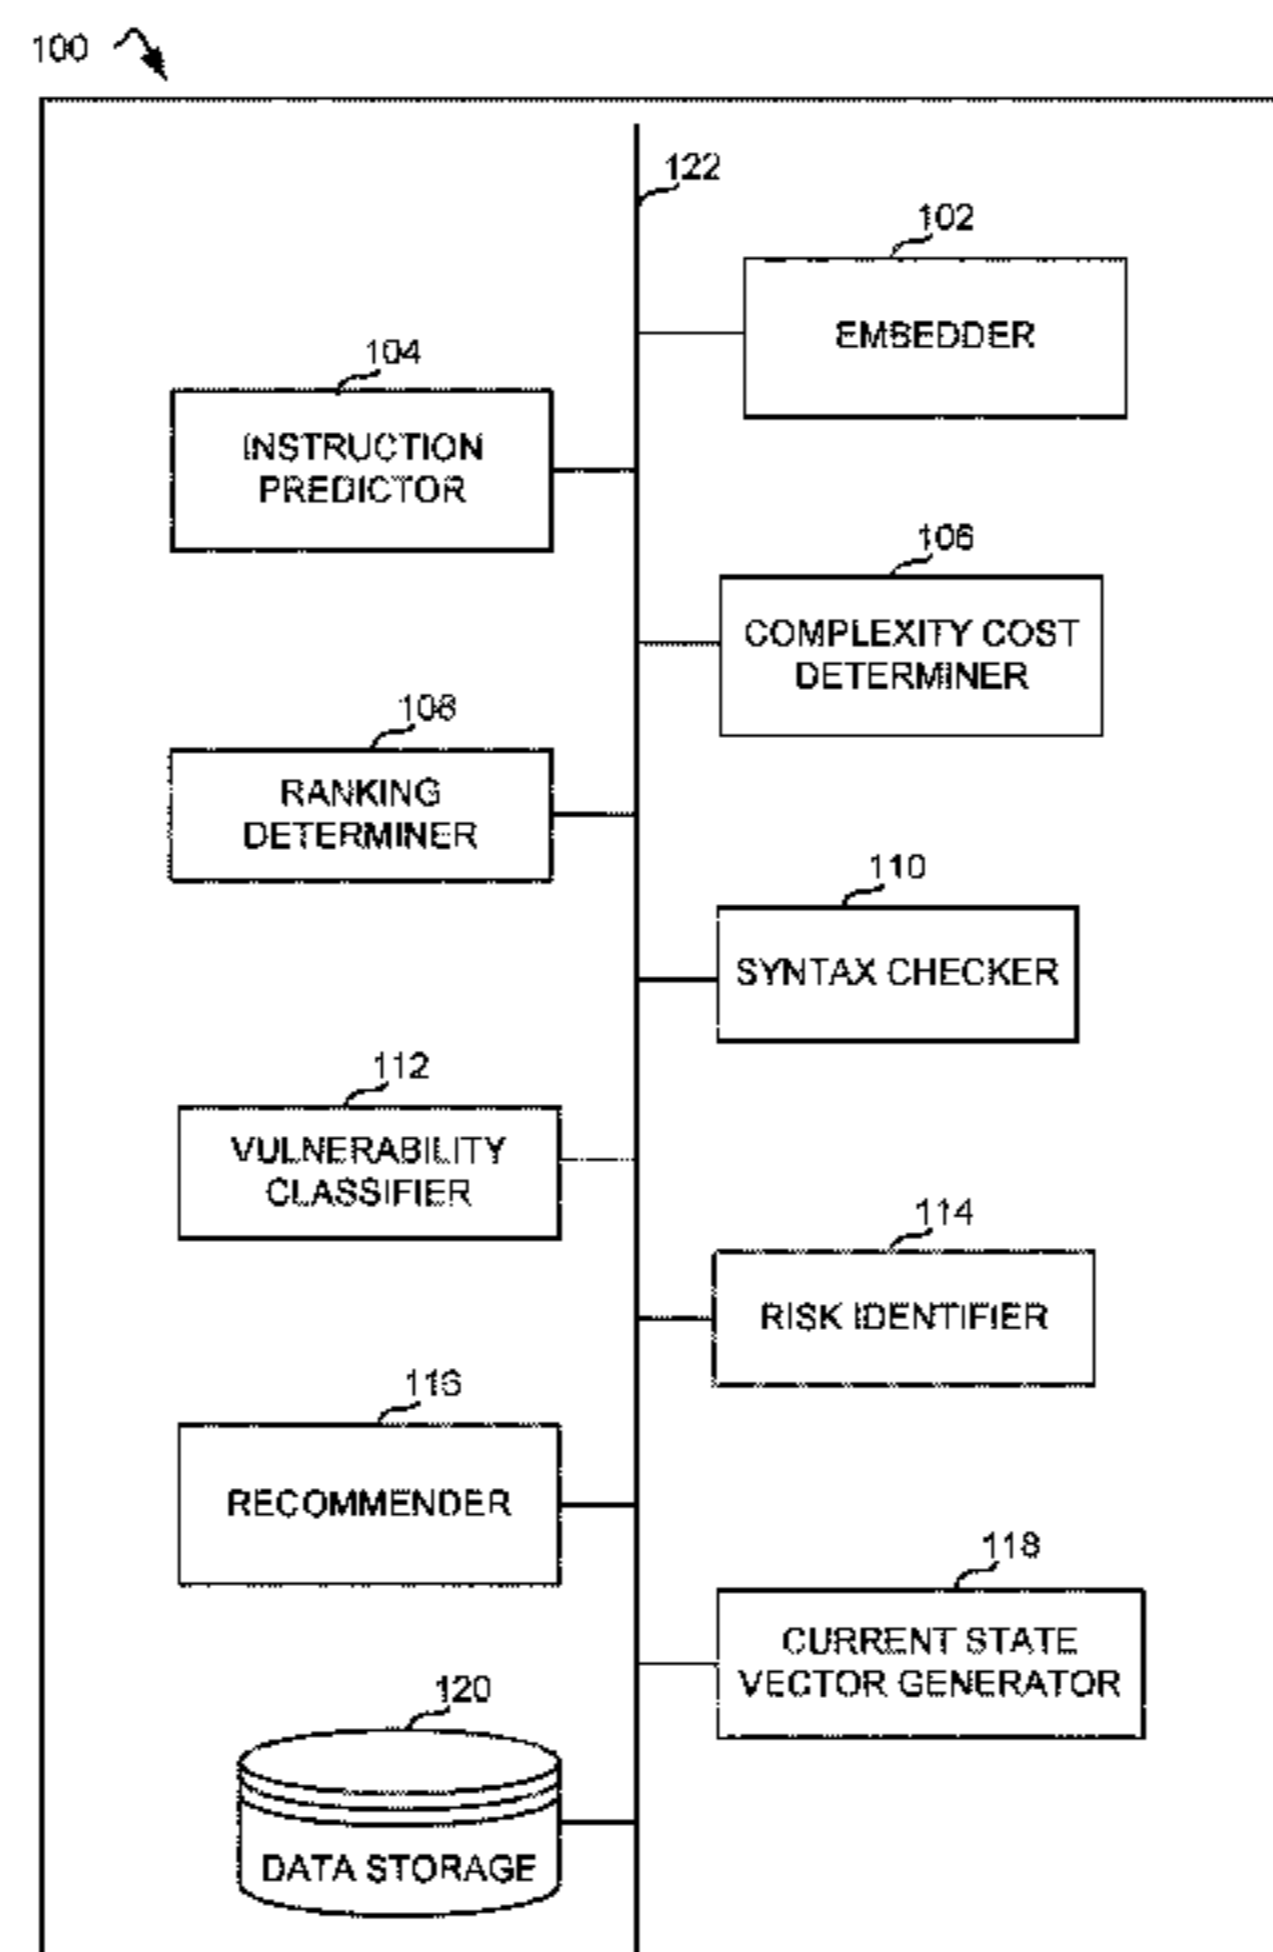 100
122
102
EMBEDDER
104
INSTRUCTION
PREDICTOR
106
COMPLEXITY COST
DETERMINER
108
RANKING
DETERMINER
110
SYNTAX CHECKER
112
VULNERABILITY
CLASSIFIER
114
RISK IDENTIFIER
116
RECOMMENDER
118
CURRENT STATE
VECTOR GENERATOR
120
DATA STORAGE